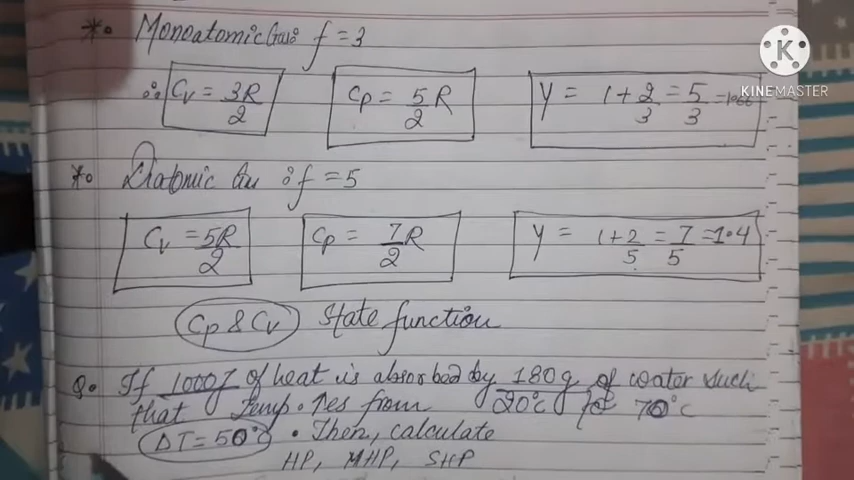 *• Monoatomic Gas: f = 3
∴ Cv = 3R/2 Cp = 5/2 R γ = 1+2/3 = 5/3 = 1.66
KINEMASTER
*• Diatomic Gas : f = 5
Cv = 5R/2 Cp = 7/2 R γ = 1+2/5 = 7/5 = 1.4
Cp & Cv State function
Q. If 1000J of heat is absorbed by 180g of water such
that Temp. res from 20°C to 70°C
ΔT = 50°C . Then, calculate
HP, MHP, SHP